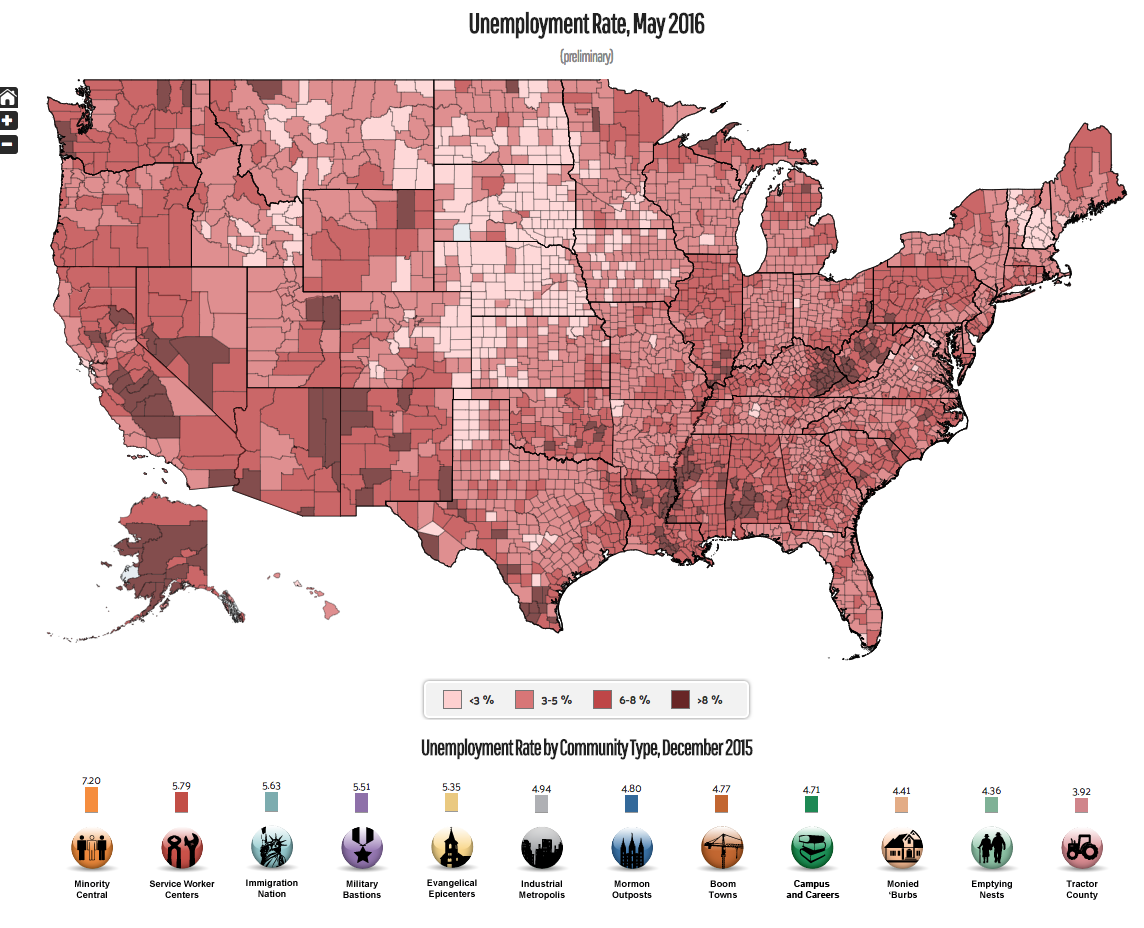 Unemployment Rate, May 2016
(preliminary)
<3 % 3-5 % 6-8 % >8 %
Unemployment Rate by Community Type, December 2015
7.20 5.79 5.63 5.51 5.35 4.94 4.80 4.77 4.71 4.41 4.36 3.92
Minority Service Worker Immigration Military Evangelical Industrial Mormon Boom Campus Monied Emptying Tractor
Central Centers Nation Bastions Epicenters Metropolis Outposts Towns and Careers 'Burbs Nests County